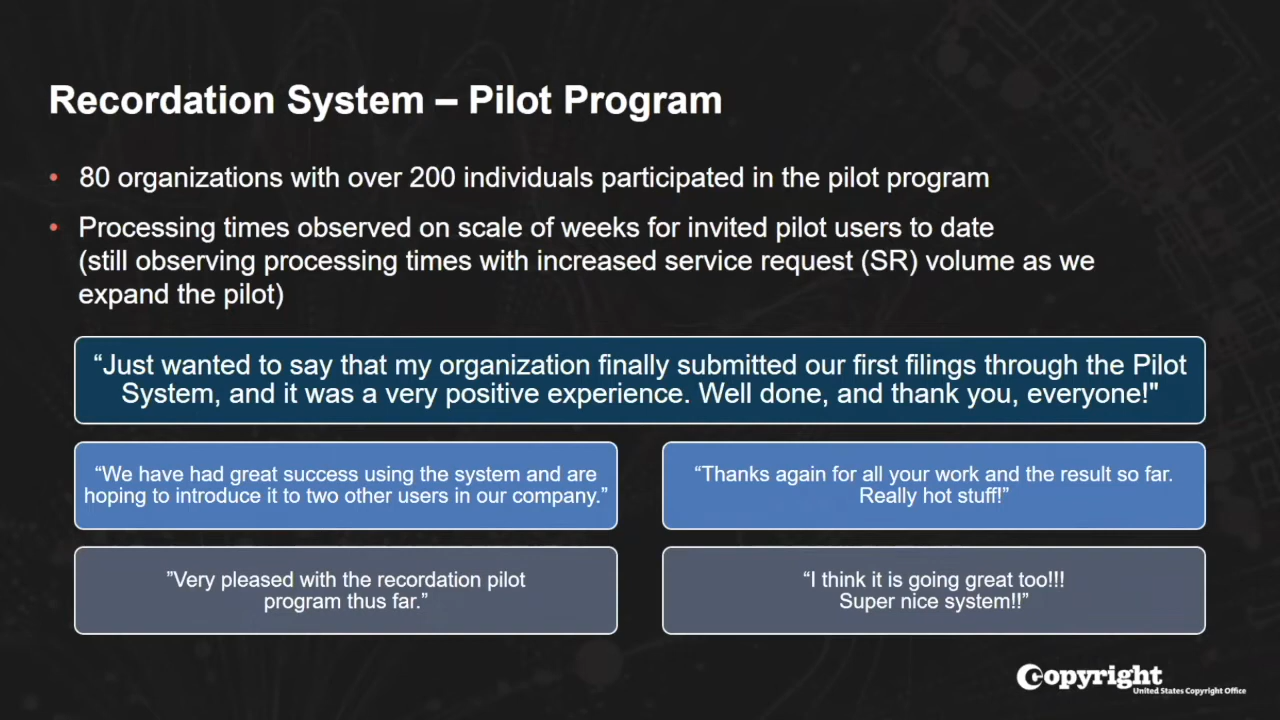 Recordation System – Pilot Program
• 80 organizations with over 200 individuals participated in the pilot program
• Processing times observed on scale of weeks for invited pilot users to date
(still observing processing times with increased service request (SR) volume as we
expand the pilot)
“Just wanted to say that my organization finally submitted our first filings through the Pilot
System, and it was a very positive experience. Well done, and thank you, everyone!"
“We have had great success using the system and are
hoping to introduce it to two other users in our company.”
“Thanks again for all your work and the result so far.
Really hot stuff!”
”Very pleased with the recordation pilot
program thus far.”
“I think it is going great too!!!
Super nice system!!”
Copyright
United States Copyright Office